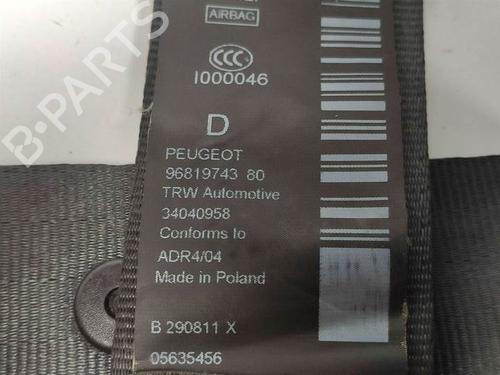 AIRBAG
CCC
I000046
D
PEUGEOT
96819743 80
TRW Automotive
34040958
Conforms to
ADR4/04
Made in Poland
B 290811 X
05635456
B-PARTS